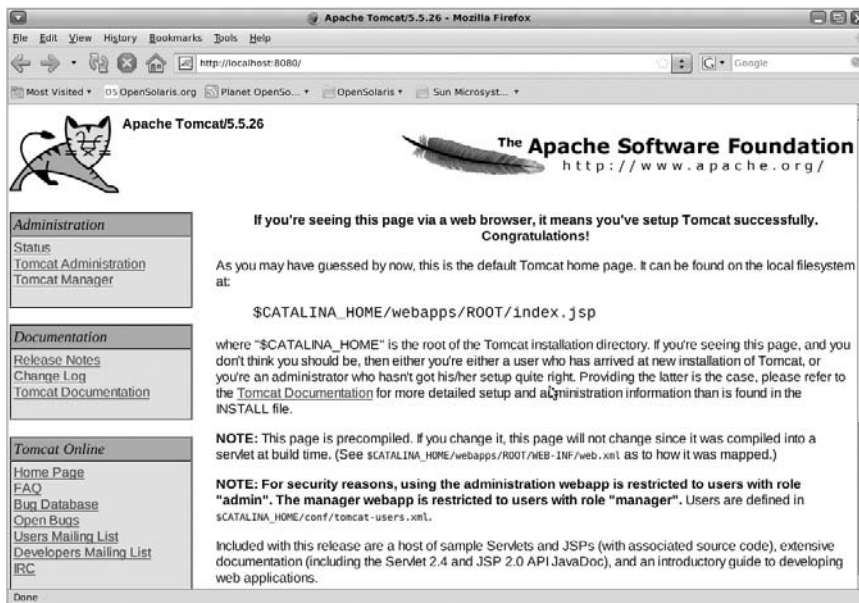 Apache Tomcat/5.5.26 - Mozilla Firefox
File Edit View History Bookmarks Tools Help
http://localhost:8080/
G Google
Most Visited OpenSolaris.org Planet OpenSo... OpenSolaris Sun Microsyst...
Apache Tomcat/5.5.26
The Apache Software Foundation
http://www.apache.org/
Administration
Status
Tomcat Administration
Tomcat Manager
Documentation
Release Notes
Change Log
Tomcat Documentation
Tomcat Online
Home Page
FAQ
Bug Database
Open Bugs
Users Mailing List
Developers Mailing List
IRC
If you're seeing this page via a web browser, it means you've setup Tomcat successfully.
Congratulations!
As you may have guessed by now, this is the default Tomcat home page. It can be found on the local filesystem
at:
$CATALINA_HOME/webapps/ROOT/index.jsp
where "$CATALINA_HOME" is the root of the Tomcat installation directory. If you're seeing this page, and you
don't think you should be, then either you're either a user who has arrived at new installation of Tomcat, or
you're an administrator who hasn't got his/her setup quite right. Providing the latter is the case, please refer to
the Tomcat Documentation for more detailed setup and administration information than is found in the
INSTALL file.
NOTE: This page is precompiled. If you change it, this page will not change since it was compiled into a
servlet at build time. (See $CATALINA_HOME/webapps/ROOT/WEB-INF/web.xml as to how it was mapped.)
NOTE: For security reasons, using the administration webapp is restricted to users with role
"admin". The manager webapp is restricted to users with role "manager". Users are defined in
$CATALINA_HOME/conf/tomcat-users.xml.
Included with this release are a host of sample Servlets and JSPs (with associated source code), extensive
documentation (including the Servlet 2.4 and JSP 2.0 API JavaDoc), and an introductory guide to developing
web applications.
Done